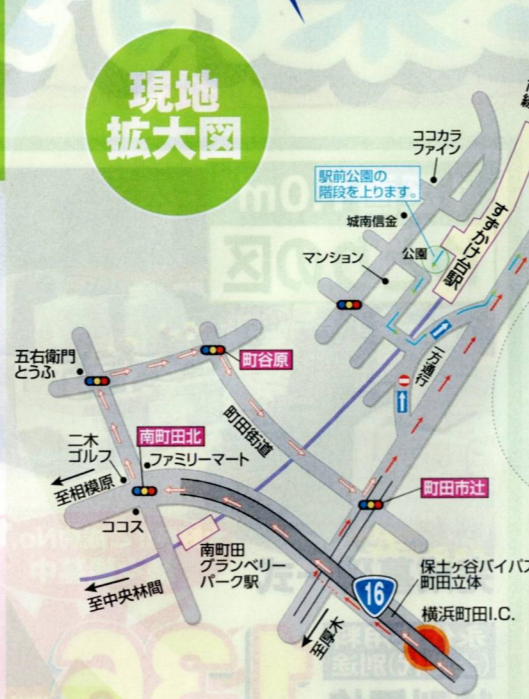 現地
拡大図
ココカラ
ファイン
駅前公園の
階段を上ります。
城南信金
公園
すずかけ台駅
マンション
一方通行
五右衛門
とうふ
町谷原
町田街道
二木
ゴルフ
南町田北
ファミリーマート
至相模原
ココス
町田市辻
南町田
グランベリー
パーク駅
至中央林間
16
保土ヶ谷バイパス
町田立体
横浜町田I.C.
至厚木